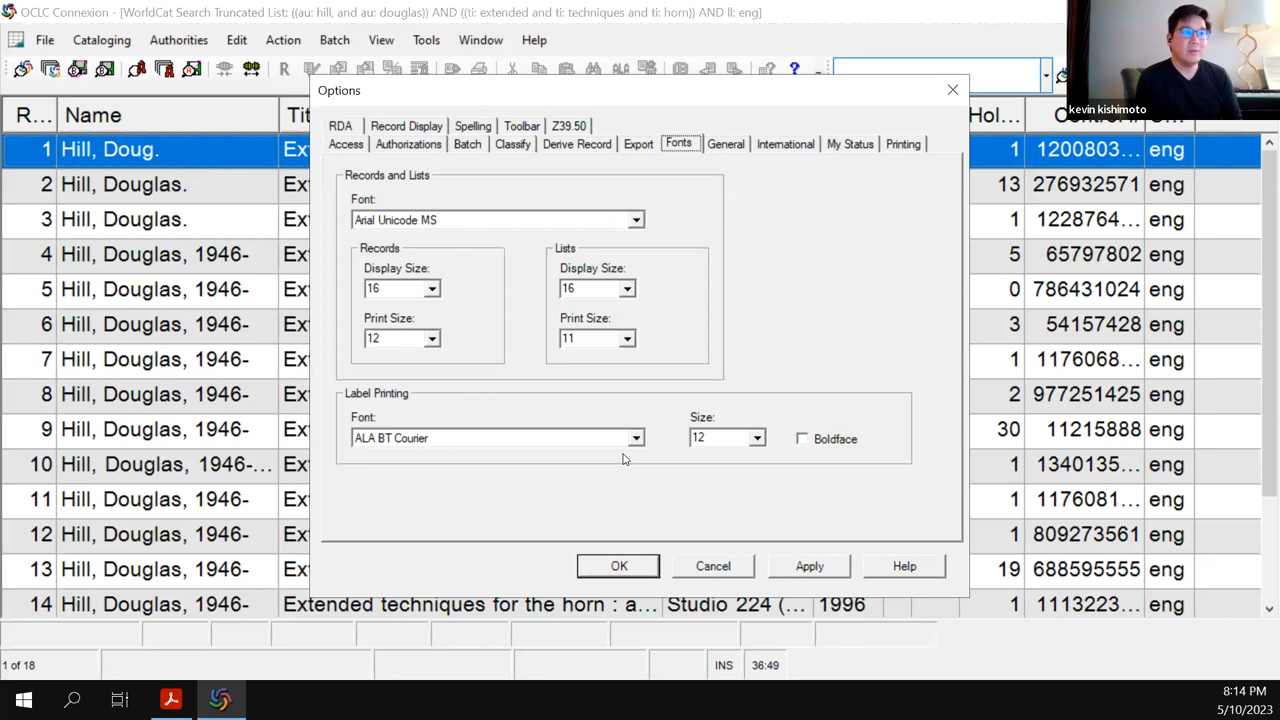 OCLC Connexion - [WorldCat Search Truncated List: ((au: hill, and au: douglas)) AND ((ti: extended and ti: techniques and ti: horn)) AND ll: eng]
File Cataloging Authorities Edit Action Batch View Tools Window Help
kevin kishimoto
R... Name Hol...
Options
RDA Record Display Spelling Toolbar Z39.50
Access Authorizations Batch Classify Derive Record Export Fonts General International My Status Printing
Records and Lists
Font:
Arial Unicode MS
Records Lists
Display Size: Display Size:
16 16
Print Size: Print Size:
12 11
Label Printing
Font: Size:
ALA BT Courier 12 Boldface
OK Cancel Apply Help
1 Hill, Doug. Ex 1 1200803... eng
2 Hill, Douglas. Ex 13 276932571 eng
3 Hill, Douglas. Ex 1 1228764... eng
4 Hill, Douglas, 1946- Ex 5 65797802 eng
5 Hill, Douglas, 1946- Ex 0 786431024 eng
6 Hill, Douglas, 1946- Ex 3 54157428 eng
7 Hill, Douglas, 1946- Ex 1 1176068... eng
8 Hill, Douglas, 1946- Ex 2 977251425 eng
9 Hill, Douglas, 1946- Ex 30 11215888 eng
10 Hill, Douglas, 1946-... Ex 1 1340135... eng
11 Hill, Douglas, 1946- Ex 1 1176081... eng
12 Hill, Douglas, 1946- Ex 1 809273561 eng
13 Hill, Douglas, 1946- Ex 19 688595555 eng
14 Hill, Douglas, 1946- Extended techniques for the horn : a... Studio 224 (... 1996 1 1113223... eng
1 of 18 INS 36:49
8:14 PM
5/10/2023